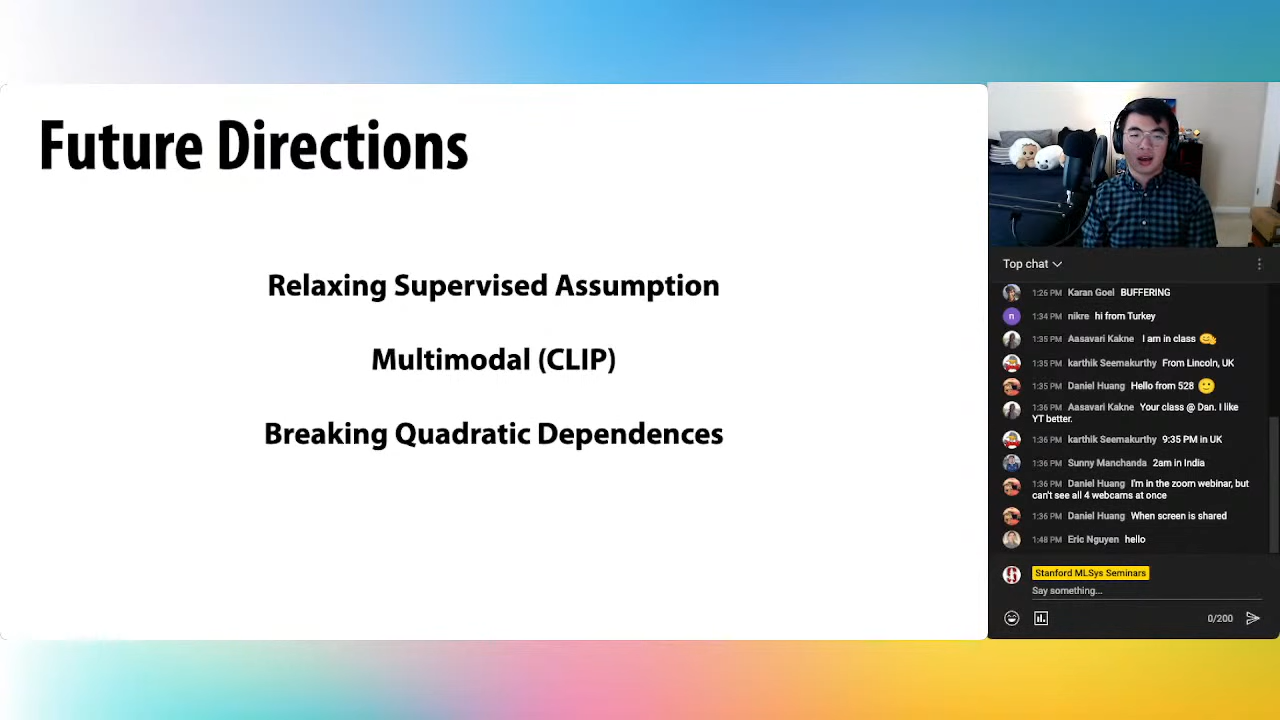 Future Directions
Relaxing Supervised Assumption
Multimodal (CLIP)
Breaking Quadratic Dependences
Top chat
1:26 PM Karan Goel BUFFERING
n 1:34 PM nikre hi from Turkey
1:35 PM Aasavari Kakne I am in class
1:35 PM karthik Seemakurthy From Lincoln, UK
1:35 PM Daniel Huang Hello from 528
1:36 PM Aasavari Kakne Your class @ Dan. I like
YT better.
1:36 PM karthik Seemakurthy 9:35 PM in UK
1:36 PM Sunny Manchanda 2am in India
1:36 PM Daniel Huang I'm in the zoom webinar, but
can't see all 4 webcams at once
1:36 PM Daniel Huang When screen is shared
1:48 PM Eric Nguyen hello
Stanford MLSys Seminars
Say something...
0/200